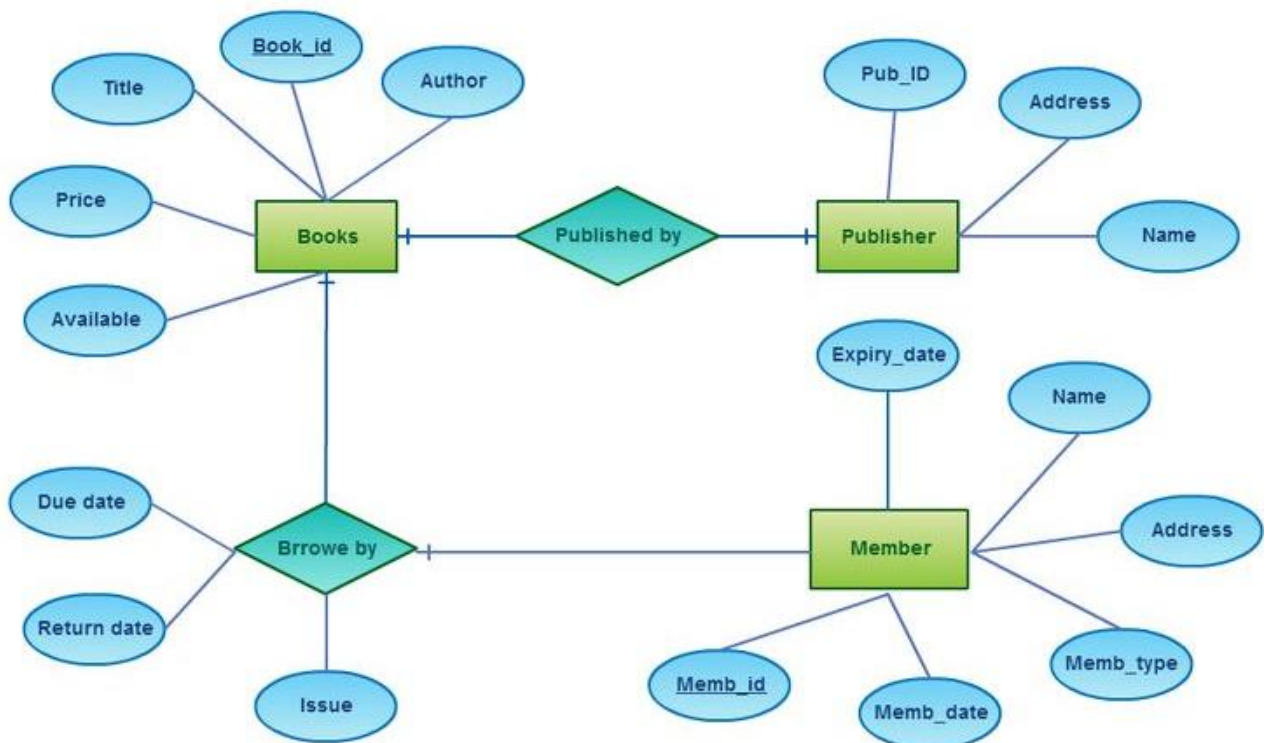 Book_id
Pub_ID
Title
Author
Address
Price
Books
Published by
Publisher
Name
Available
Expiry_date
Name
Due date
Address
Brrowe by
Member
Return date
Memb_type
Memb_id
Issue
Memb_date